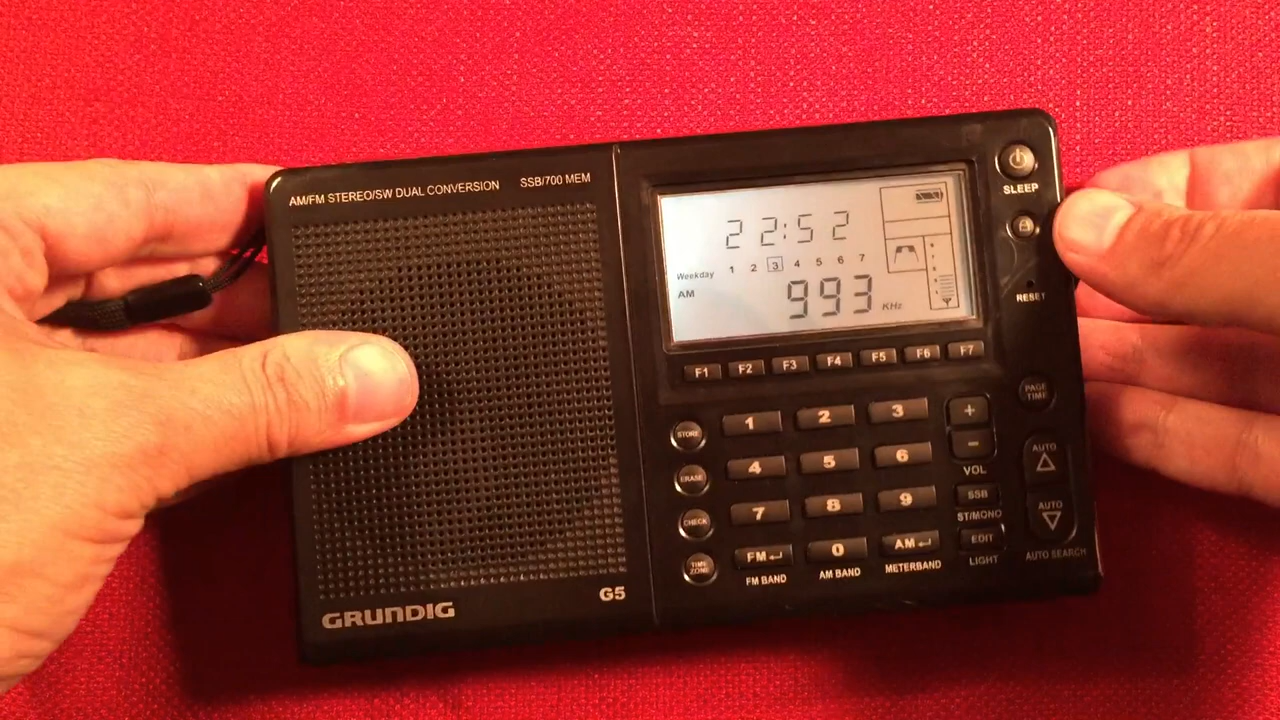 AM/FM STEREO/SW DUAL CONVERSION SSB/700 MEM
SLEEP
22:52
Weekday 1 2 3 4 5 6 7
AM 993 KHz
RESET
F1 F2 F3 F4 F5 F6 F7
PAGE
TIME
STORE 1 2 3 +
ERASE 4 5 6 -
VOL
AUTO
CHECK 7 8 9 SSB
ST/MONO
AUTO
TIME
ZONE
FM 0 AM EDIT
FM BAND AM BAND METERBAND LIGHT
AUTO SEARCH
GRUNDIG G5